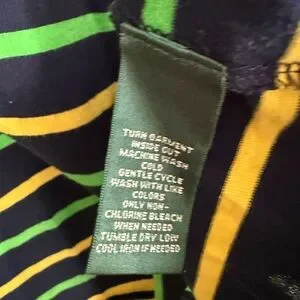 TURN GARMENT
INSIDE OUT
MACHINE WASH
COLD
GENTLE CYCLE
WASH WITH LIKE
COLORS
ONLY NON-
CHLORINE BLEACH
WHEN NEEDED
TUMBLE DRY LOW
COOL IRON IF NEEDED